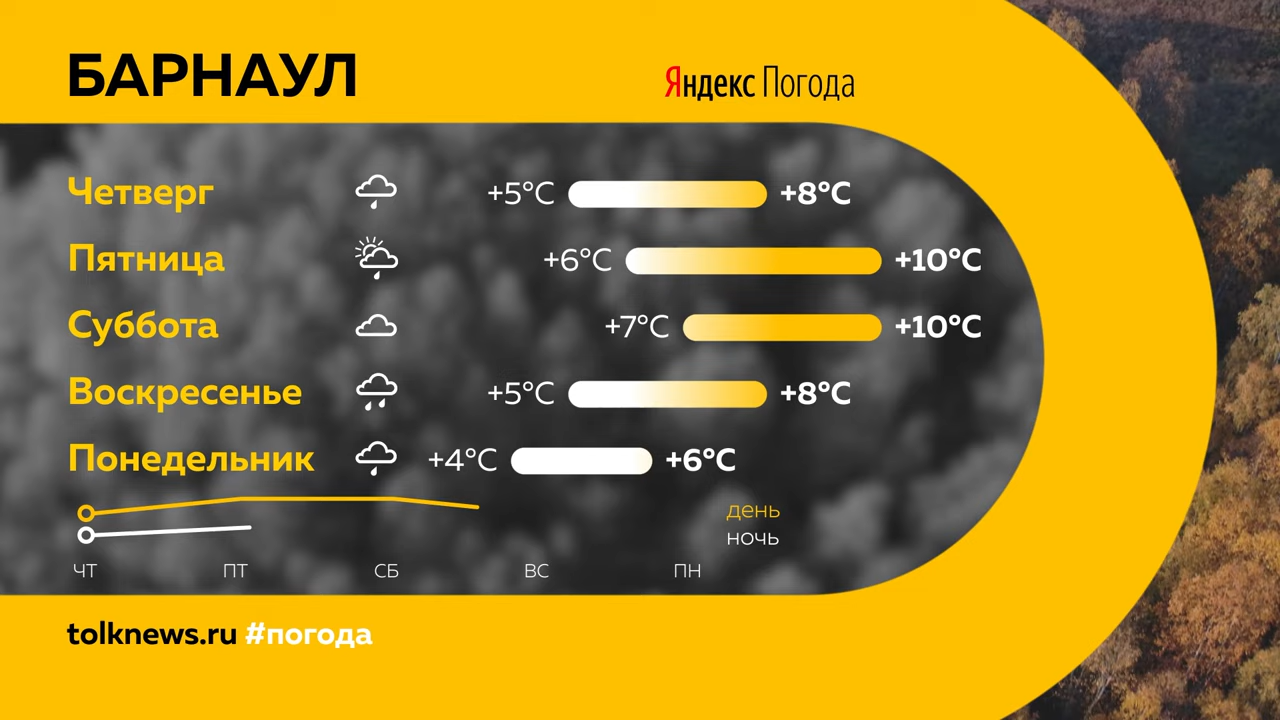 БАРНАУЛ
Яндекс Погода
Четверг +5°C +8°C
Пятница +6°C +10°C
Суббота +7°C +10°C
Воскресенье +5°C +8°C
Понедельник +4°C +6°C
день
ночь
ЧТ ПТ СБ ВС ПН
tolknews.ru #погода